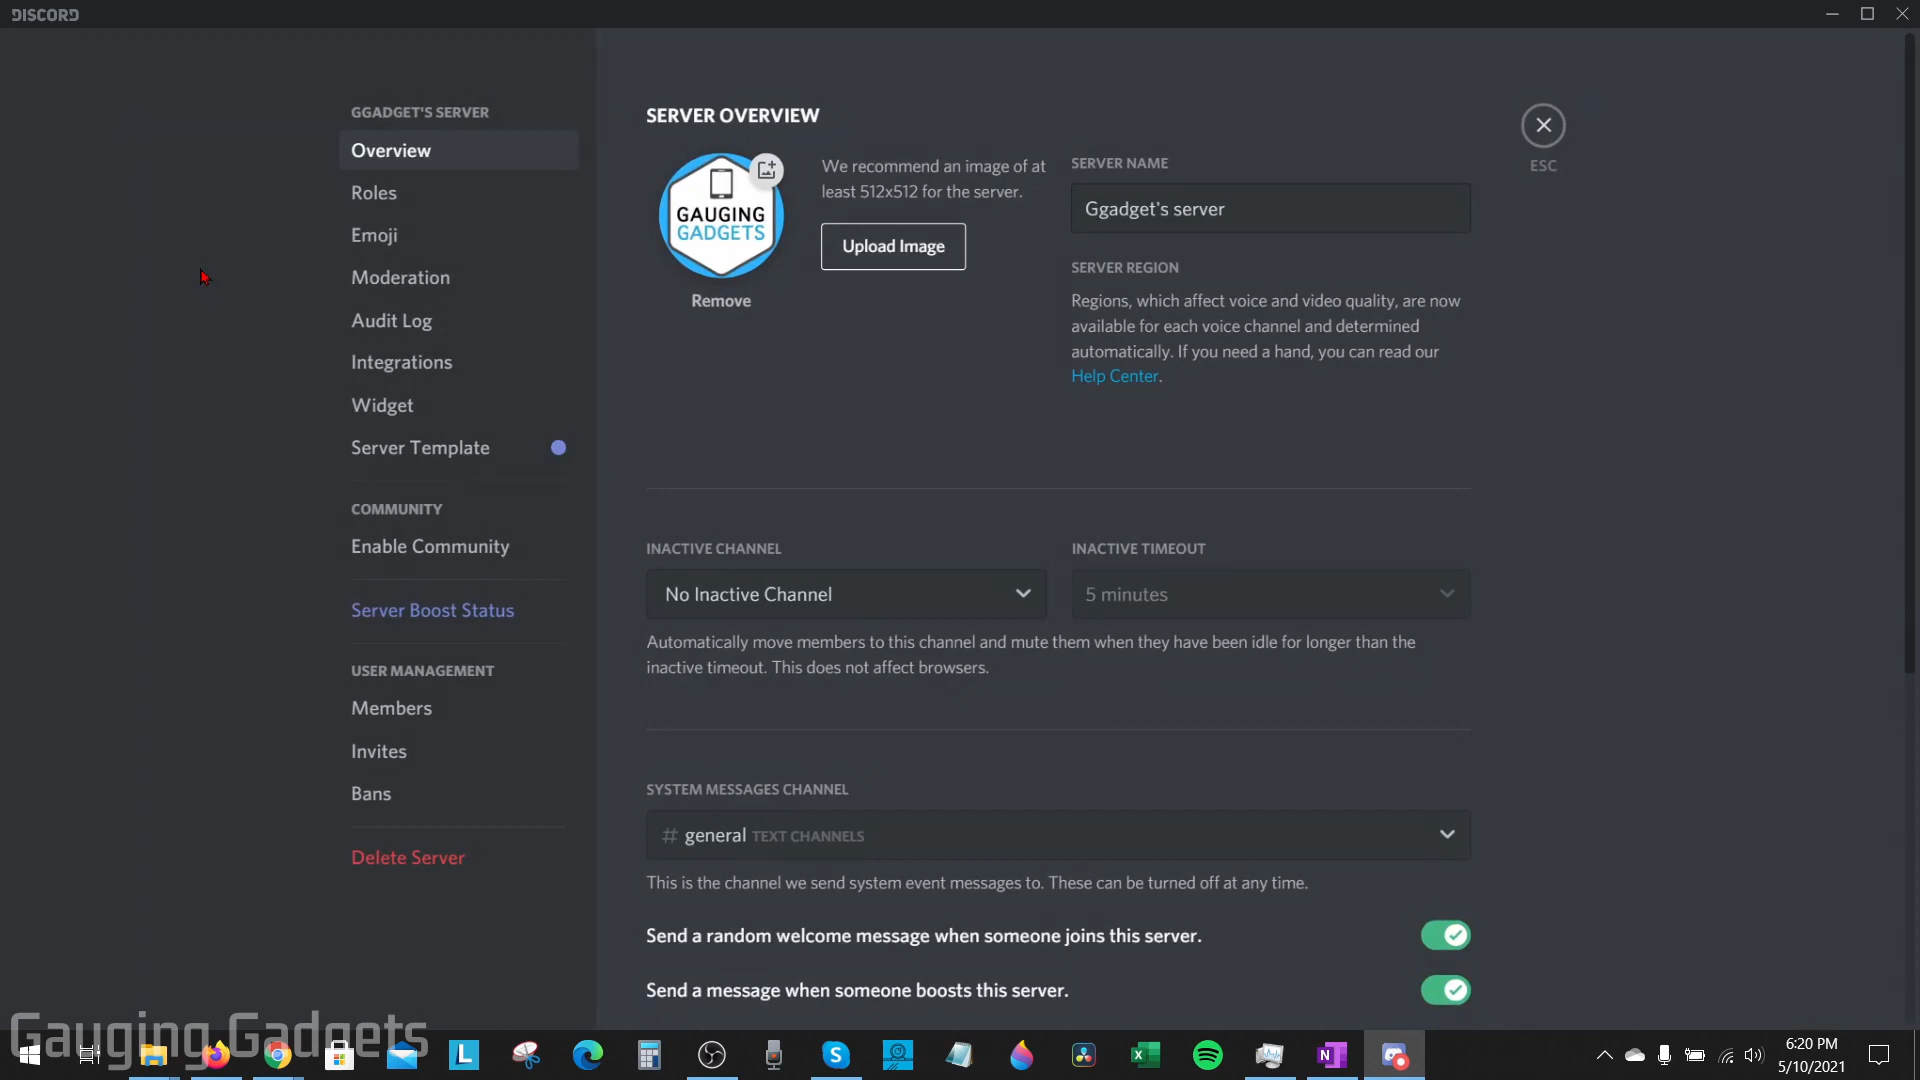 DISCORD
GGADGET'S SERVER
Overview
Roles
Emoji
Moderation
Audit Log
Integrations
Widget
Server Template
COMMUNITY
Enable Community
Server Boost Status
USER MANAGEMENT
Members
Invites
Bans
Delete Server
SERVER OVERVIEW
GAUGING
GADGETS
Remove
We recommend an image of at
least 512x512 for the server.
Upload Image
SERVER NAME
Ggadget's server
SERVER REGION
Regions, which affect voice and video quality, are now
available for each voice channel and determined
automatically. If you need a hand, you can read our
Help Center.
ESC
INACTIVE CHANNEL
No Inactive Channel
INACTIVE TIMEOUT
5 minutes
Automatically move members to this channel and mute them when they have been idle for longer than the
inactive timeout. This does not affect browsers.
SYSTEM MESSAGES CHANNEL
# general TEXT CHANNELS
This is the channel we send system event messages to. These can be turned off at any time.
Send a random welcome message when someone joins this server.
Send a message when someone boosts this server.
Gauging Gadgets
L
N
6:20 PM
5/10/2021